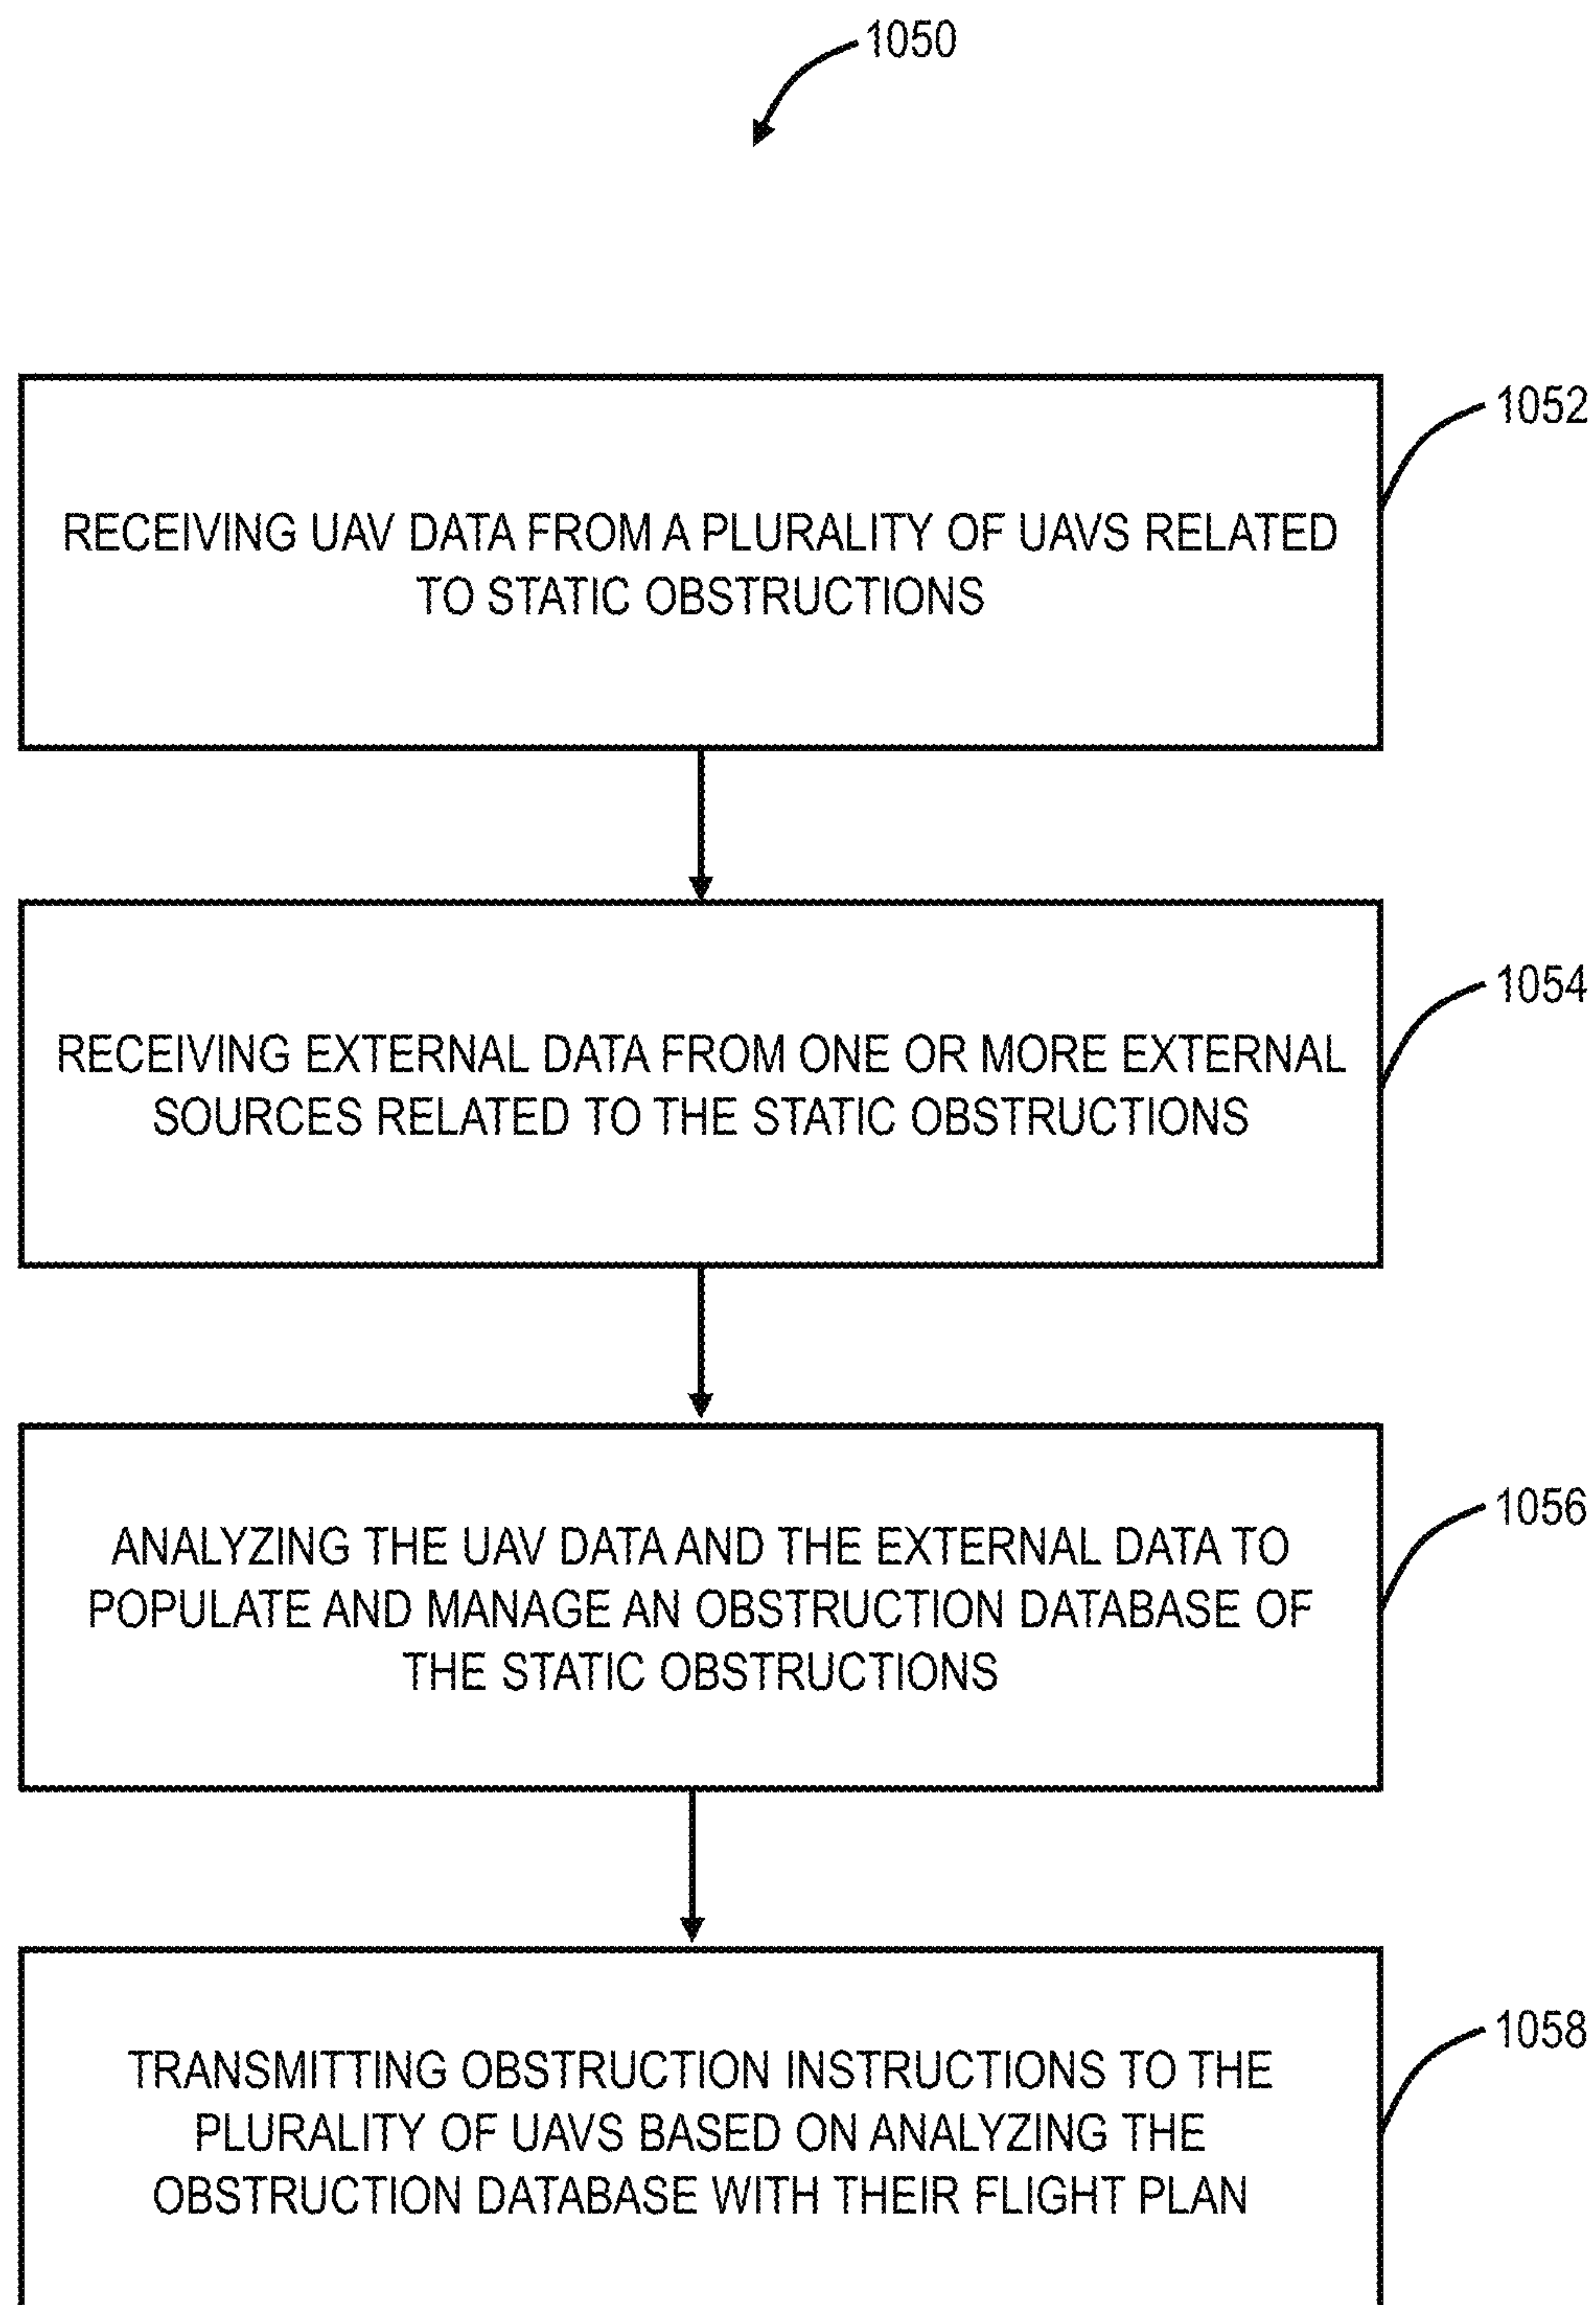 1050
1052
RECEIVING UAV DATA FROM A PLURALITY OF UAVS RELATED
TO STATIC OBSTRUCTIONS
1054
RECEIVING EXTERNAL DATA FROM ONE OR MORE EXTERNAL
SOURCES RELATED TO THE STATIC OBSTRUCTIONS
1056
ANALYZING THE UAV DATA AND THE EXTERNAL DATA TO
POPULATE AND MANAGE AN OBSTRUCTION DATABASE OF
THE STATIC OBSTRUCTIONS
1058
TRANSMITTING OBSTRUCTION INSTRUCTIONS TO THE
PLURALITY OF UAVS BASED ON ANALYZING THE
OBSTRUCTION DATABASE WITH THEIR FLIGHT PLAN